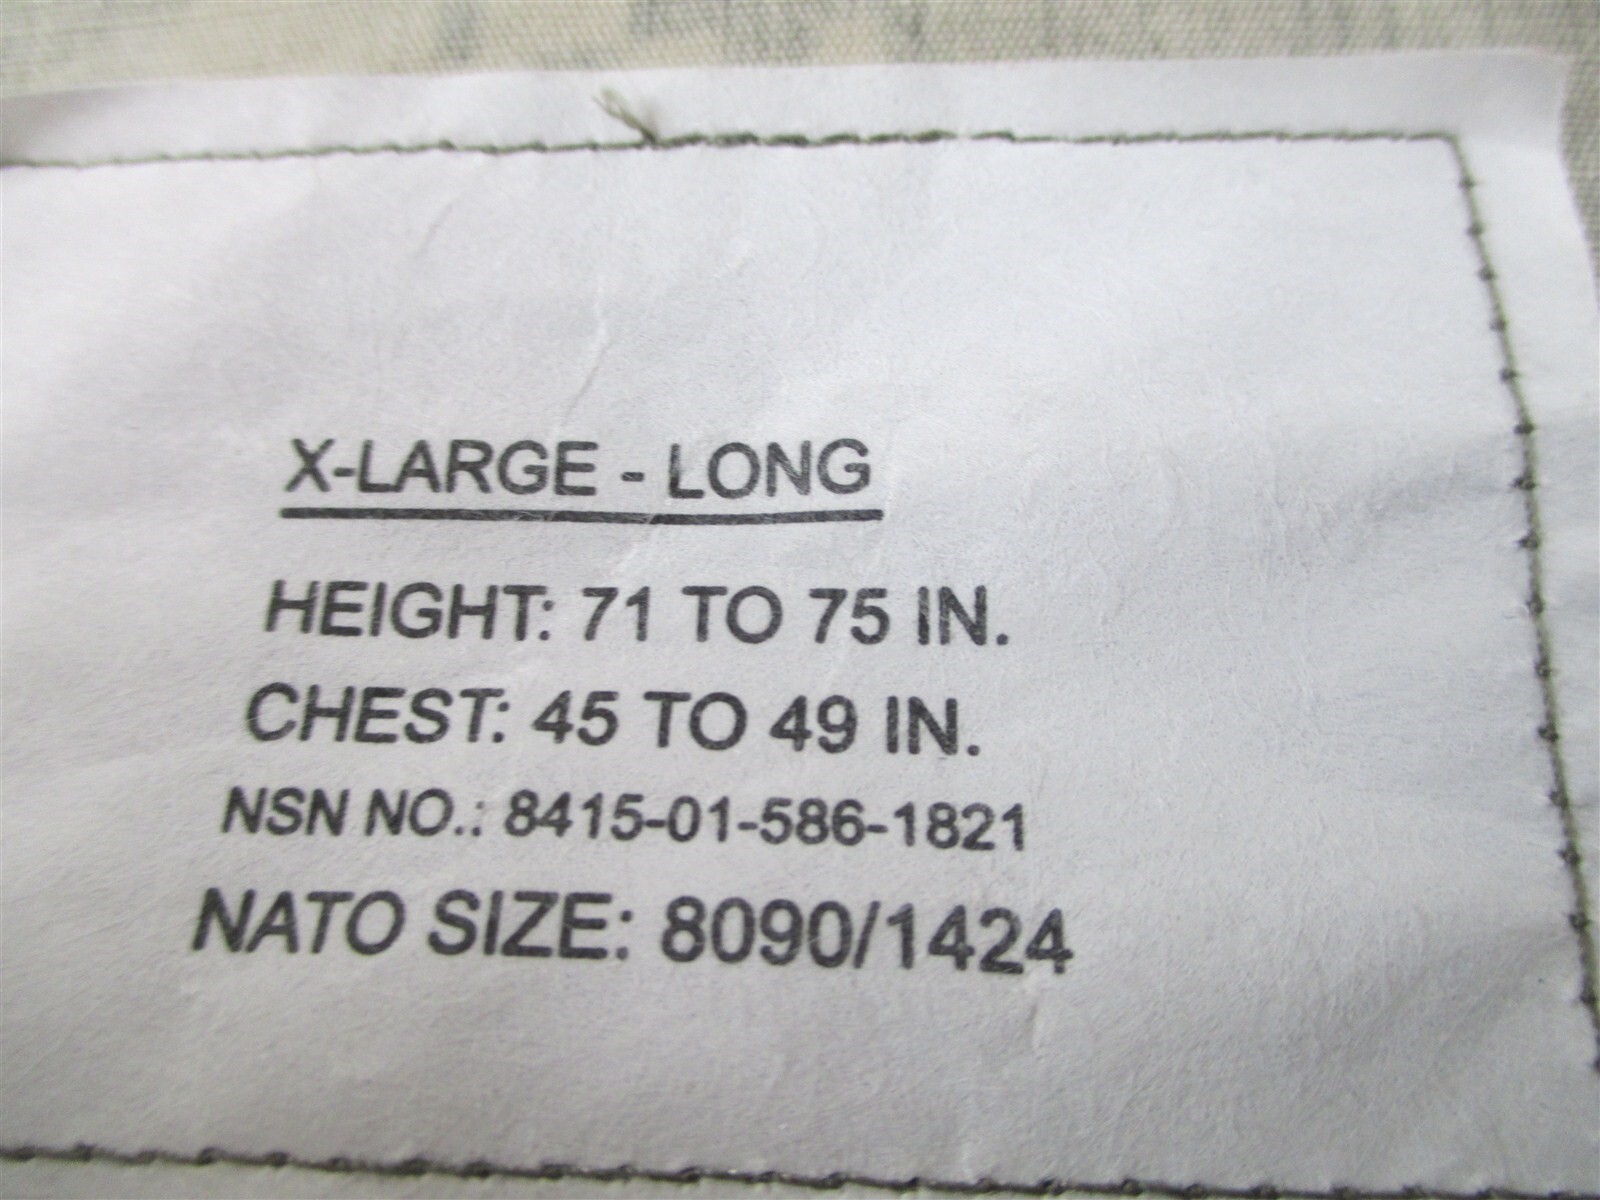 X-LARGE - LONG
HEIGHT: 71 TO 75 IN.
CHEST: 45 TO 49 IN.
NSN NO.: 8415-01-586-1821
NATO SIZE: 8090/1424